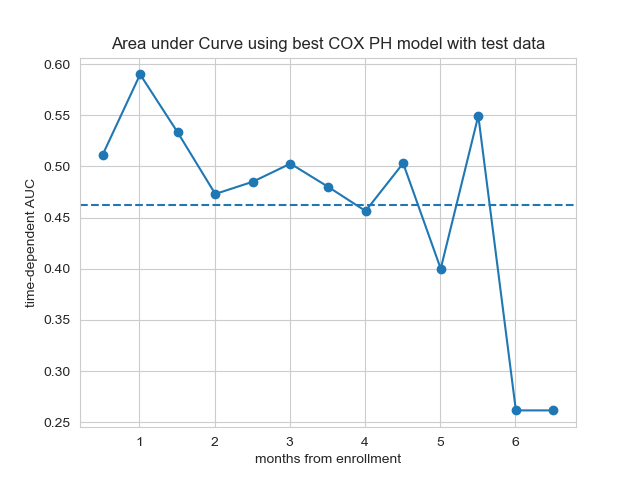 Area under Curve using best COX PH model with test data
time-dependent AUC
0.60
0.55
0.50
0.45
0.40
0.35
0.30
0.25
1 2 3 4 5 6
months from enrollment